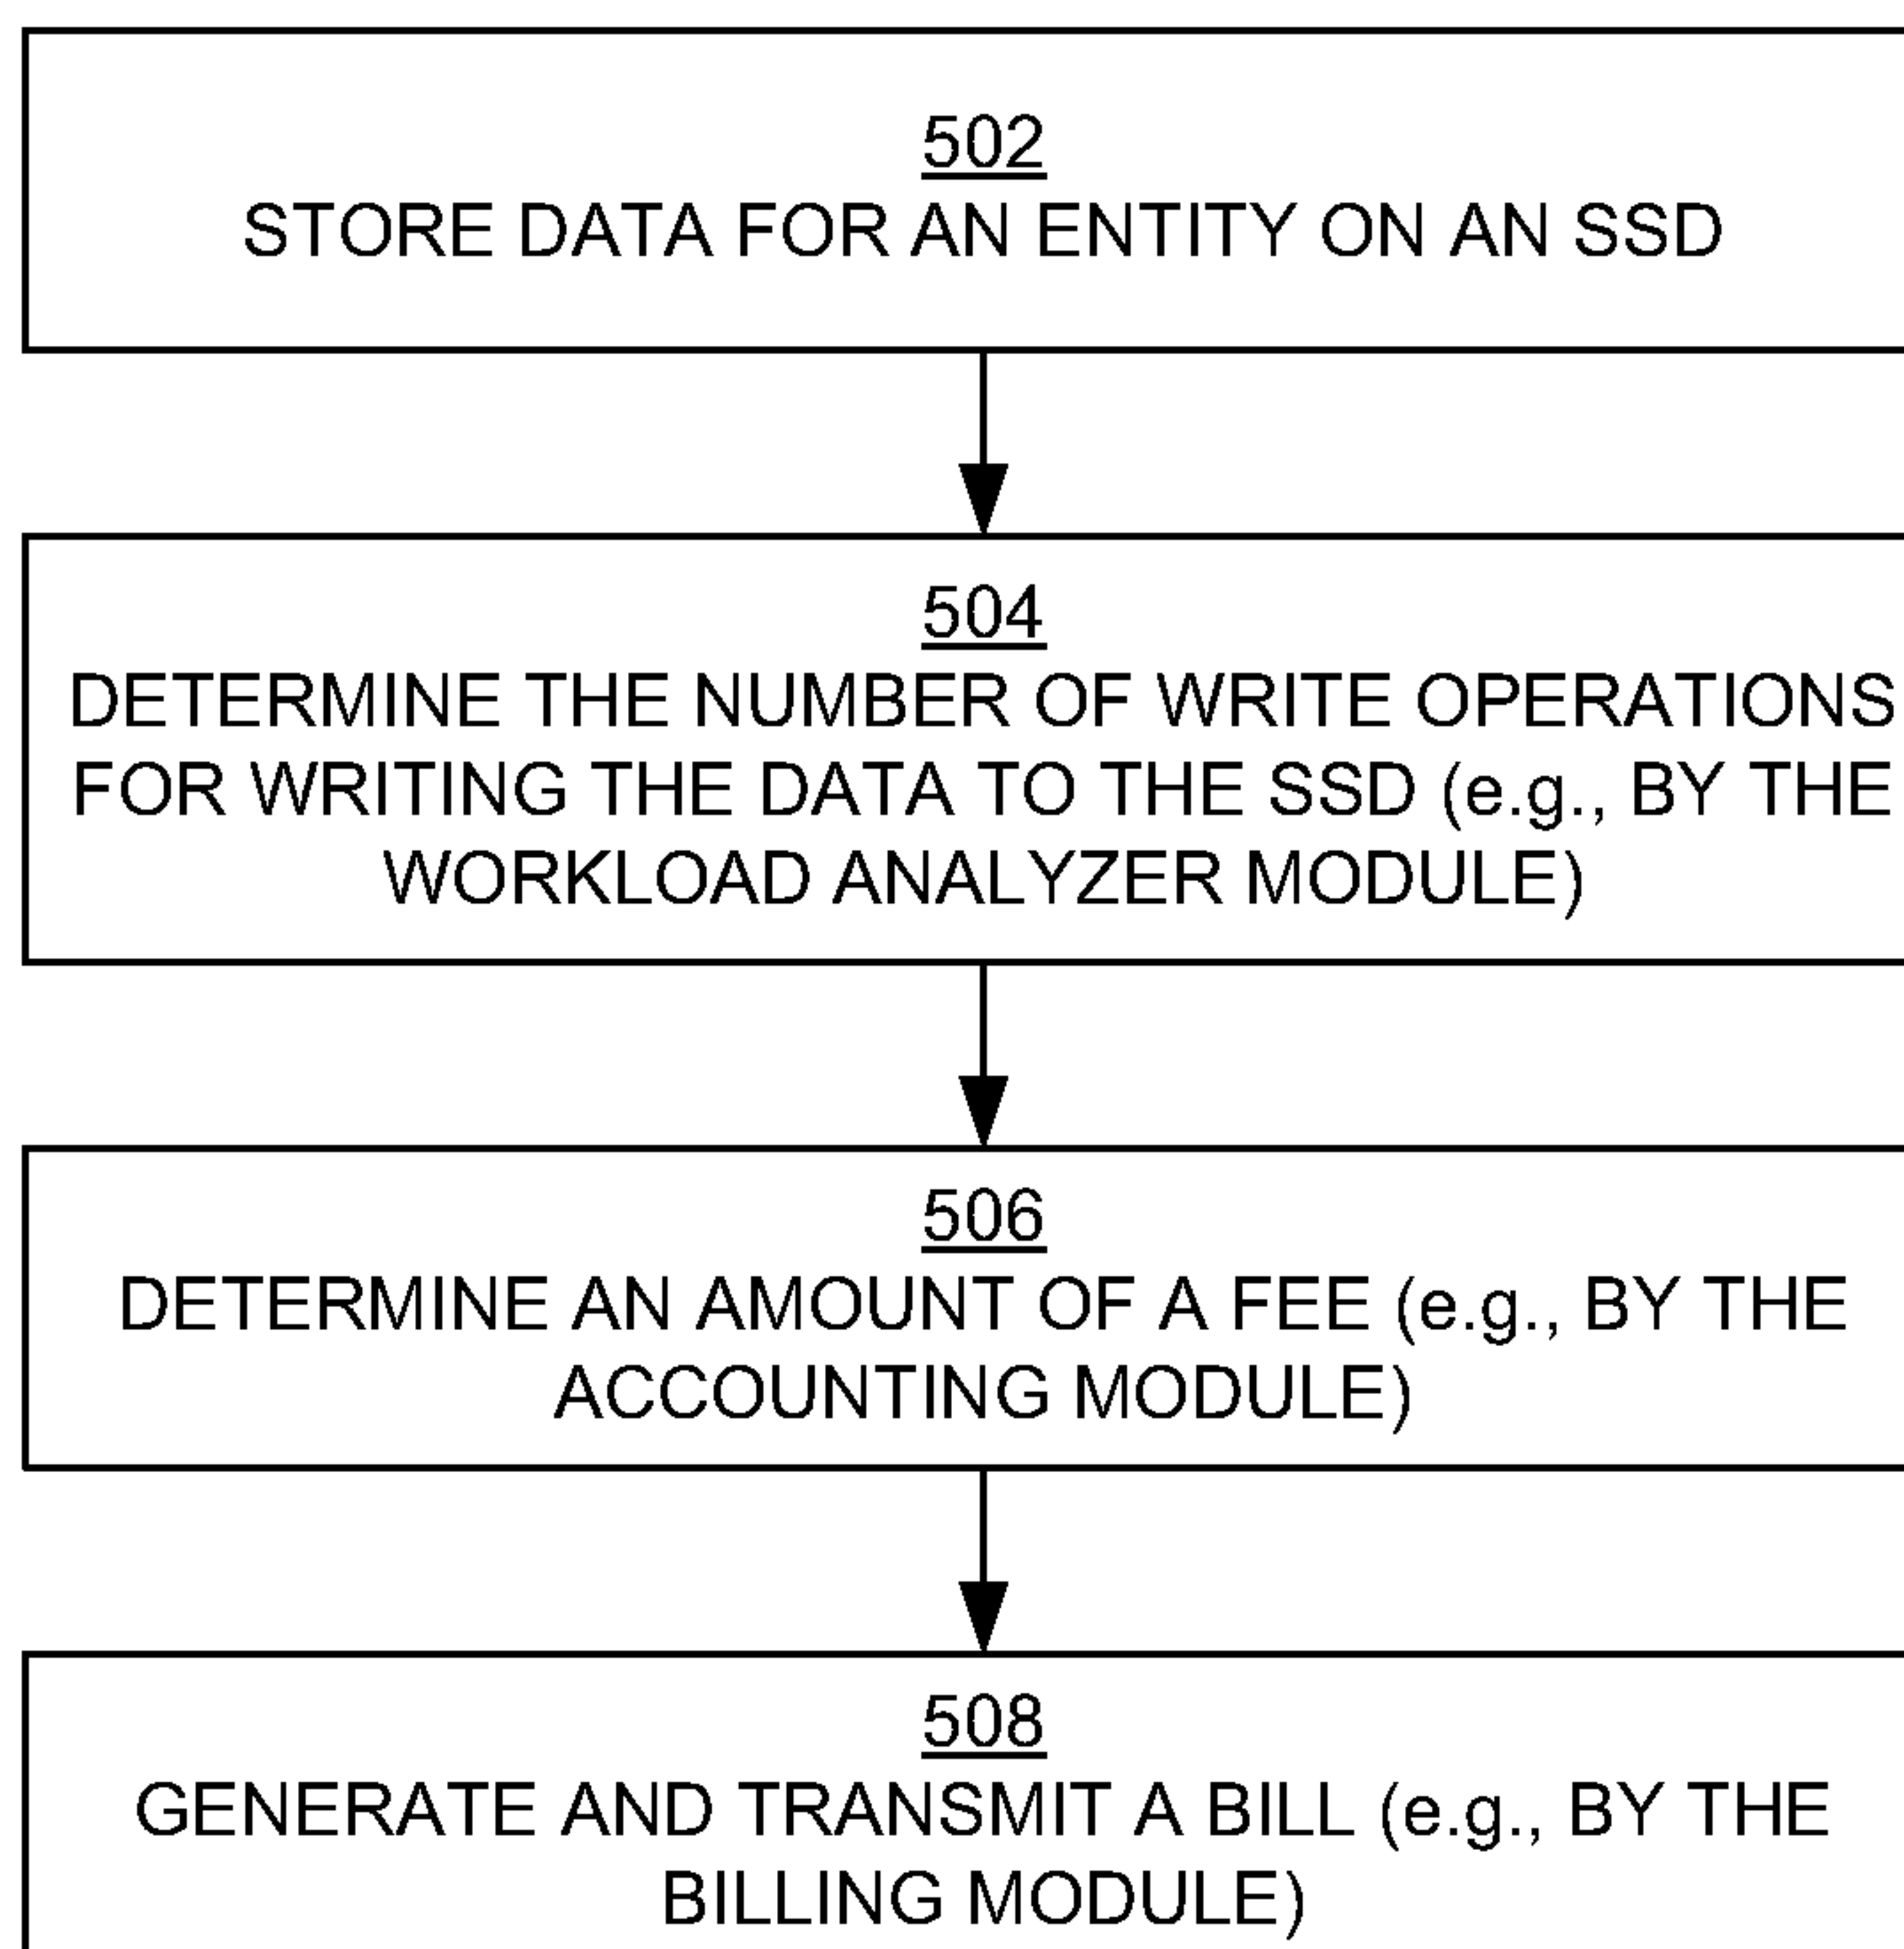 502
STORE DATA FOR AN ENTITY ON AN SSD
504
DETERMINE THE NUMBER OF WRITE OPERATIONS
FOR WRITING THE DATA TO THE SSD (e.g., BY THE
WORKLOAD ANALYZER MODULE)
506
DETERMINE AN AMOUNT OF A FEE (e.g., BY THE
ACCOUNTING MODULE)
508
GENERATE AND TRANSMIT A BILL (e.g., BY THE
BILLING MODULE)